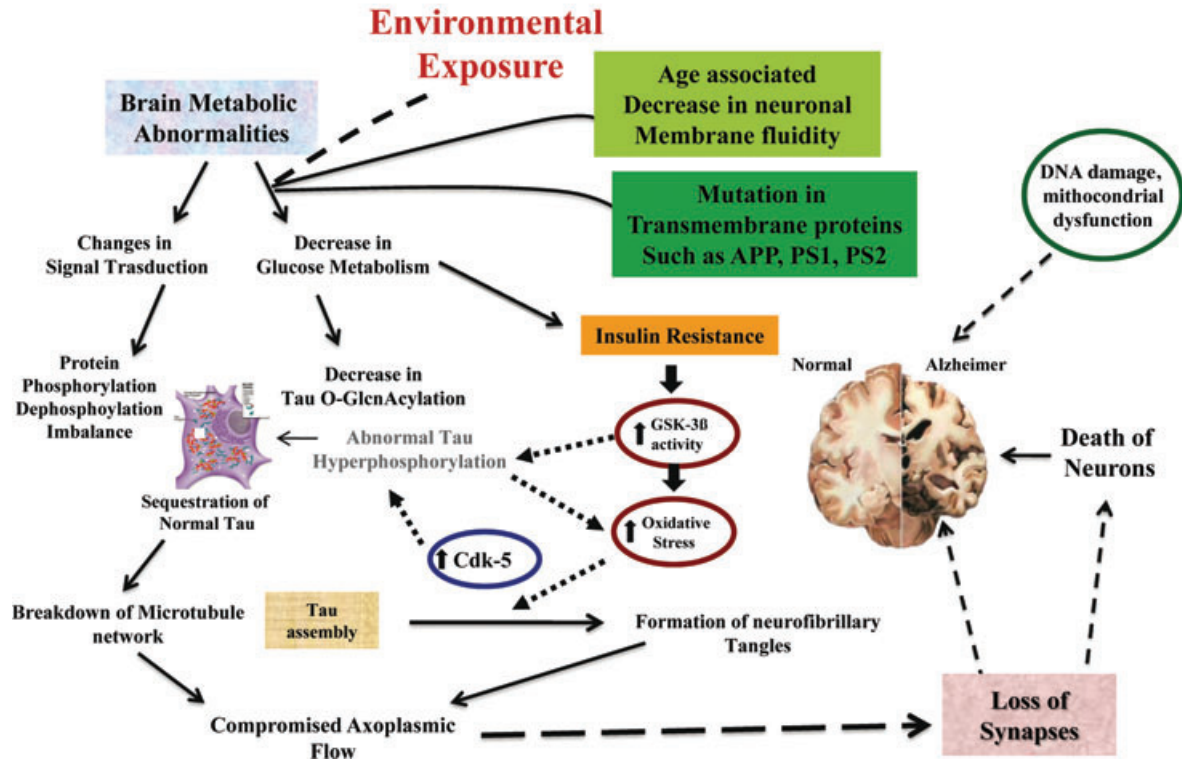 Environmental
Exposure
Brain Metabolic
Abnormalities
Age associated
Decrease in neuronal
Membrane fluidity
DNA damage,
mithocondrial
dysfunction
Mutation in
Transmembrane proteins
Such as APP, PS1, PS2
Changes in
Signal Trasduction
Decrease in
Glucose Metabolism
Insulin Resistance
Normal
Alzheimer
Protein
Phosphorylation
Dephosphoylation
Imbalance
Decrease in
Tau O-GlcnAcylation
GSK-3ß
activity
Abnormal Tau
Hyperphosphorylation
Death of
Neurons
Sequestration of
Normal Tau
Oxidative
Stress
Cdk-5
Breakdown of Microtubule
network
Tau
assembly
Formation of neurofibrillary
Tangles
Compromised Axoplasmic
Flow
Loss of
Synapses